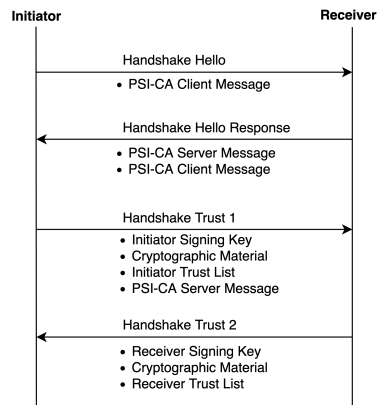 Initiator Receiver
Handshake Hello
• PSI-CA Client Message
Handshake Hello Response
• PSI-CA Server Message
• PSI-CA Client Message
Handshake Trust 1
• Initiator Signing Key
• Cryptographic Material
• Initiator Trust List
• PSI-CA Server Message
Handshake Trust 2
• Receiver Signing Key
• Cryptographic Material
• Receiver Trust List